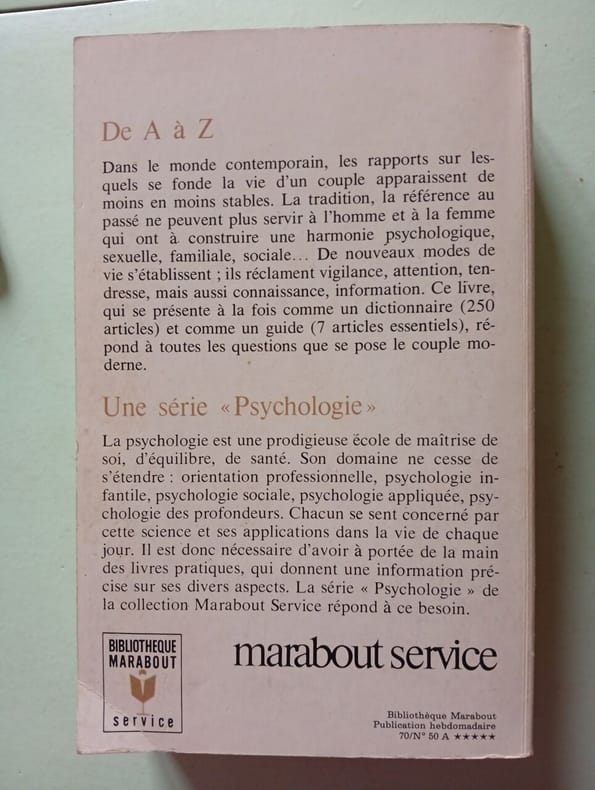 De A à Z
Dans le monde contemporain, les rapports sur les-
quels se fonde la vie d'un couple apparaissent de
moins en moins stables. La tradition, la référence au
passé ne peuvent plus servir à l'homme et à la femme
qui ont à construire une harmonie psychologique,
sexuelle, familiale, sociale... De nouveaux modes de
vie s'établissent ; ils réclament vigilance, attention, ten-
dresse, mais aussi connaissance, information. Ce livre,
qui se présente à la fois comme un dictionnaire (250
articles) et comme un guide (7 articles essentiels), ré-
pond à toutes les questions que se pose le couple mo-
derne.
Une série « Psychologie »
La psychologie est une prodigieuse école de maîtrise de
soi, d'équilibre, de santé. Son domaine ne cesse de
s'étendre : orientation professionnelle, psychologie in-
fantile, psychologie sociale, psychologie appliquée, psy-
chologie des profondeurs. Chacun se sent concerné par
cette science et ses applications dans la vie de chaque
jour. Il est donc nécessaire d'avoir à portée de la main
des livres pratiques, qui donnent une information pré-
cise sur ses divers aspects. La série « Psychologie » de
la collection Marabout Service répond à ce besoin.
BIBLIOTHEQUE
MARABOUT
service
marabout service
Bibliothèque Marabout
Publication hebdomadaire
70/N° 50 A ★★★★★